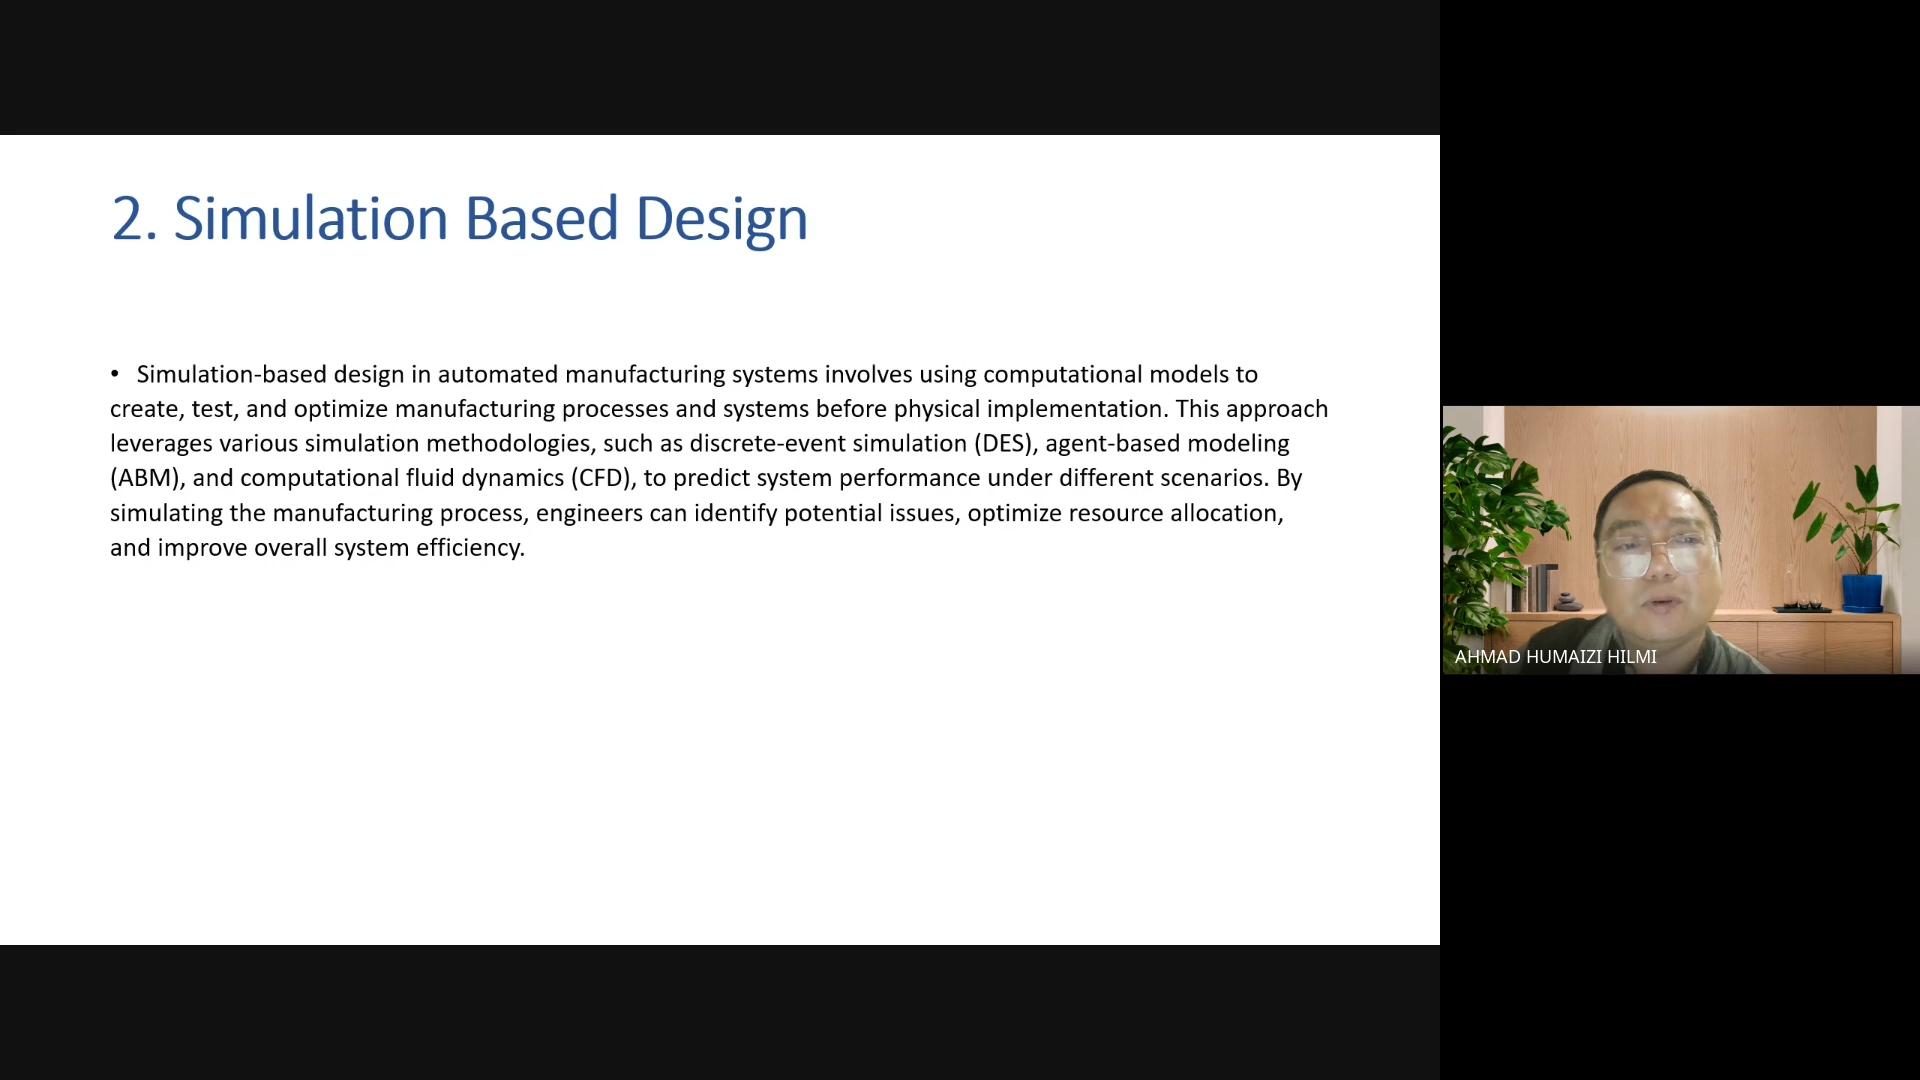 2. Simulation Based Design
• Simulation-based design in automated manufacturing systems involves using computational models to
create, test, and optimize manufacturing processes and systems before physical implementation. This approach
leverages various simulation methodologies, such as discrete-event simulation (DES), agent-based modeling
(ABM), and computational fluid dynamics (CFD), to predict system performance under different scenarios. By
simulating the manufacturing process, engineers can identify potential issues, optimize resource allocation,
and improve overall system efficiency.
AHMAD HUMAIZI HILMI